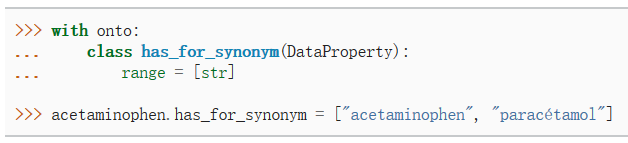 >>> with onto:
...     class has_for_synonym(DataProperty):
...         range = [str]
>>> acetaminophen.has_for_synonym = ["acetaminophen", "paracétamol"]